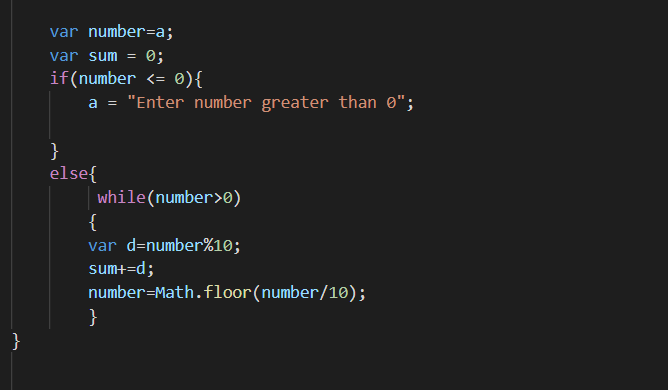 var number=a;
var sum = 0;
if(number <= 0){
a = "Enter number greater than 0";
}
else{
while(number>0)
{
var d=number%10;
sum+=d;
number=Math.floor(number/10);
}
}